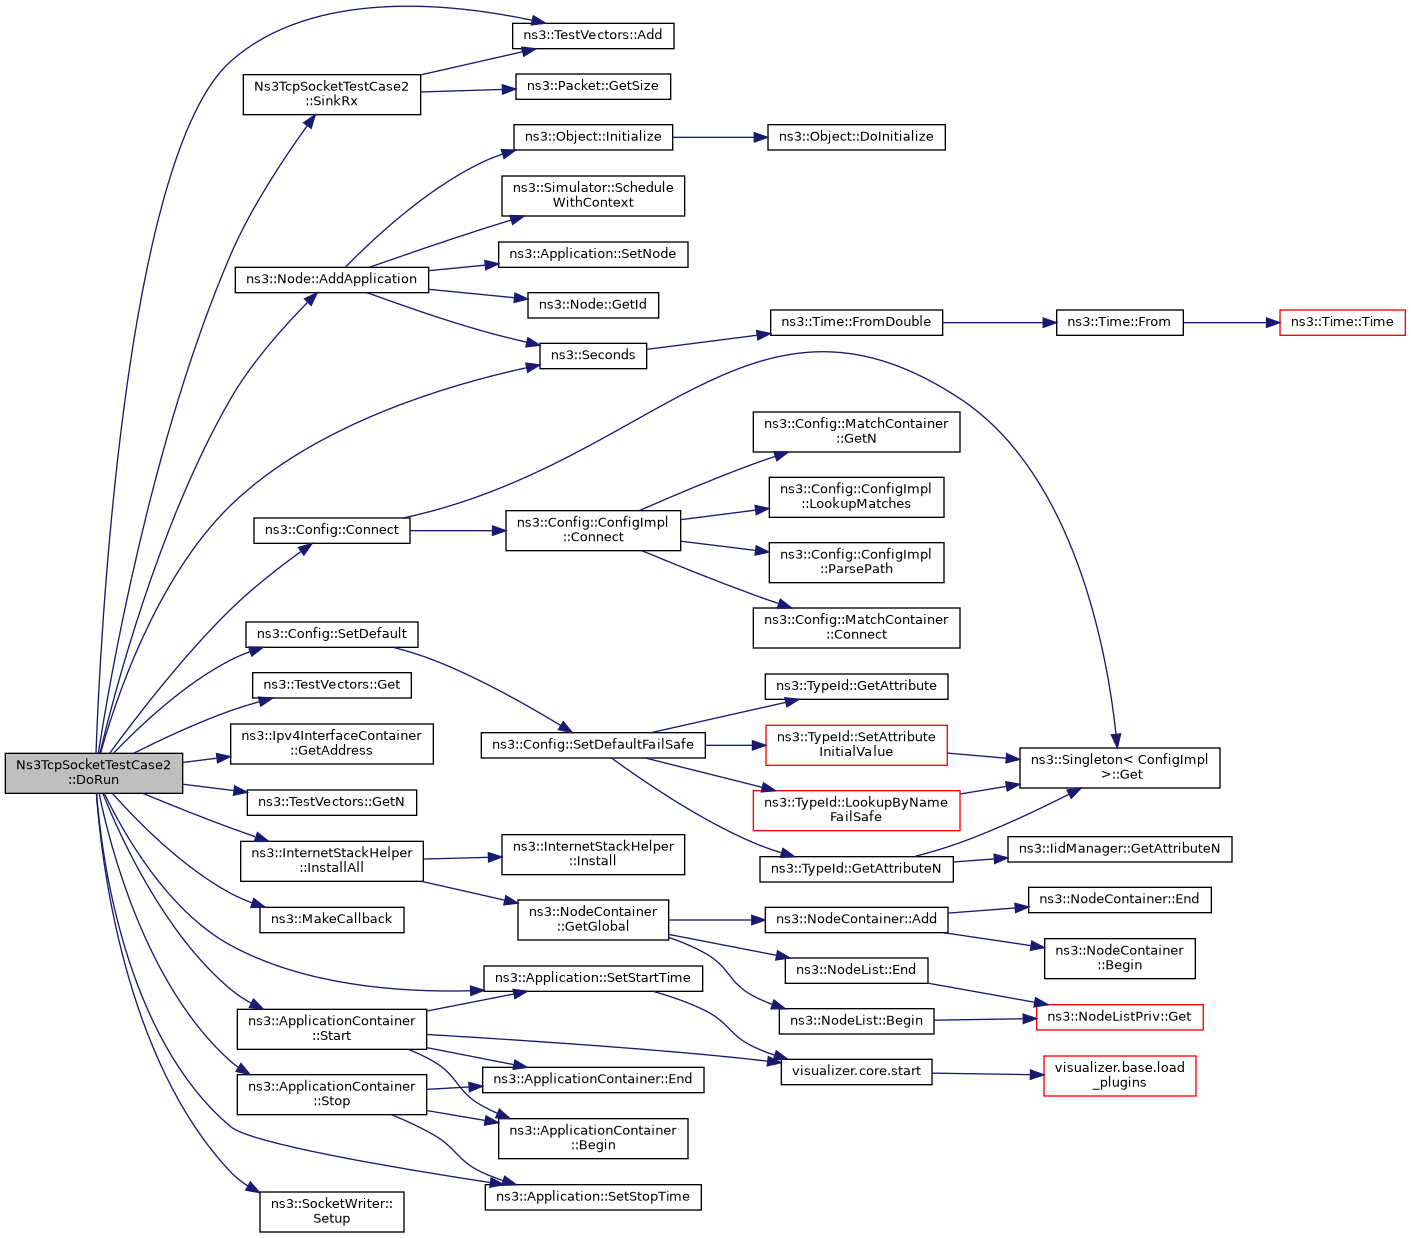 ns3::TestVectors::Add
Ns3TcpSocketTestCase2
::SinkRx
ns3::Packet::GetSize
ns3::Object::Initialize
ns3::Object::DoInitialize
ns3::Simulator::Schedule
WithContext
ns3::Application::SetNode
ns3::Node::AddApplication
ns3::Node::GetId
ns3::Seconds
ns3::Time::FromDouble
ns3::Time::From
ns3::Time::Time
ns3::Config::MatchContainer
::GetN
ns3::Config::ConfigImpl
::LookupMatches
ns3::Config::Connect
ns3::Config::ConfigImpl
::Connect
ns3::Config::ConfigImpl
::ParsePath
ns3::Config::MatchContainer
::Connect
ns3::Config::SetDefault
ns3::TestVectors::Get
ns3::TypeId::GetAttribute
ns3::Ipv4InterfaceContainer
::GetAddress
ns3::Config::SetDefaultFailSafe
ns3::TypeId::SetAttribute
InitialValue
ns3::Singleton< ConfigImpl
>::Get
Ns3TcpSocketTestCase2
::DoRun
ns3::TestVectors::GetN
ns3::TypeId::LookupByName
FailSafe
ns3::InternetStackHelper
::InstallAll
ns3::InternetStackHelper
::Install
ns3::TypeId::GetAttributeN
ns3::IidManager::GetAttributeN
ns3::MakeCallback
ns3::NodeContainer
::GetGlobal
ns3::NodeContainer::Add
ns3::NodeContainer::End
ns3::NodeContainer
::Begin
ns3::NodeList::End
ns3::Application::SetStartTime
ns3::NodeList::Begin
ns3::NodeListPriv::Get
ns3::ApplicationContainer
::Start
visualizer.core.start
visualizer.base.load
_plugins
ns3::ApplicationContainer::End
ns3::ApplicationContainer
::Stop
ns3::ApplicationContainer
::Begin
ns3::Application::SetStopTime
ns3::SocketWriter::
Setup